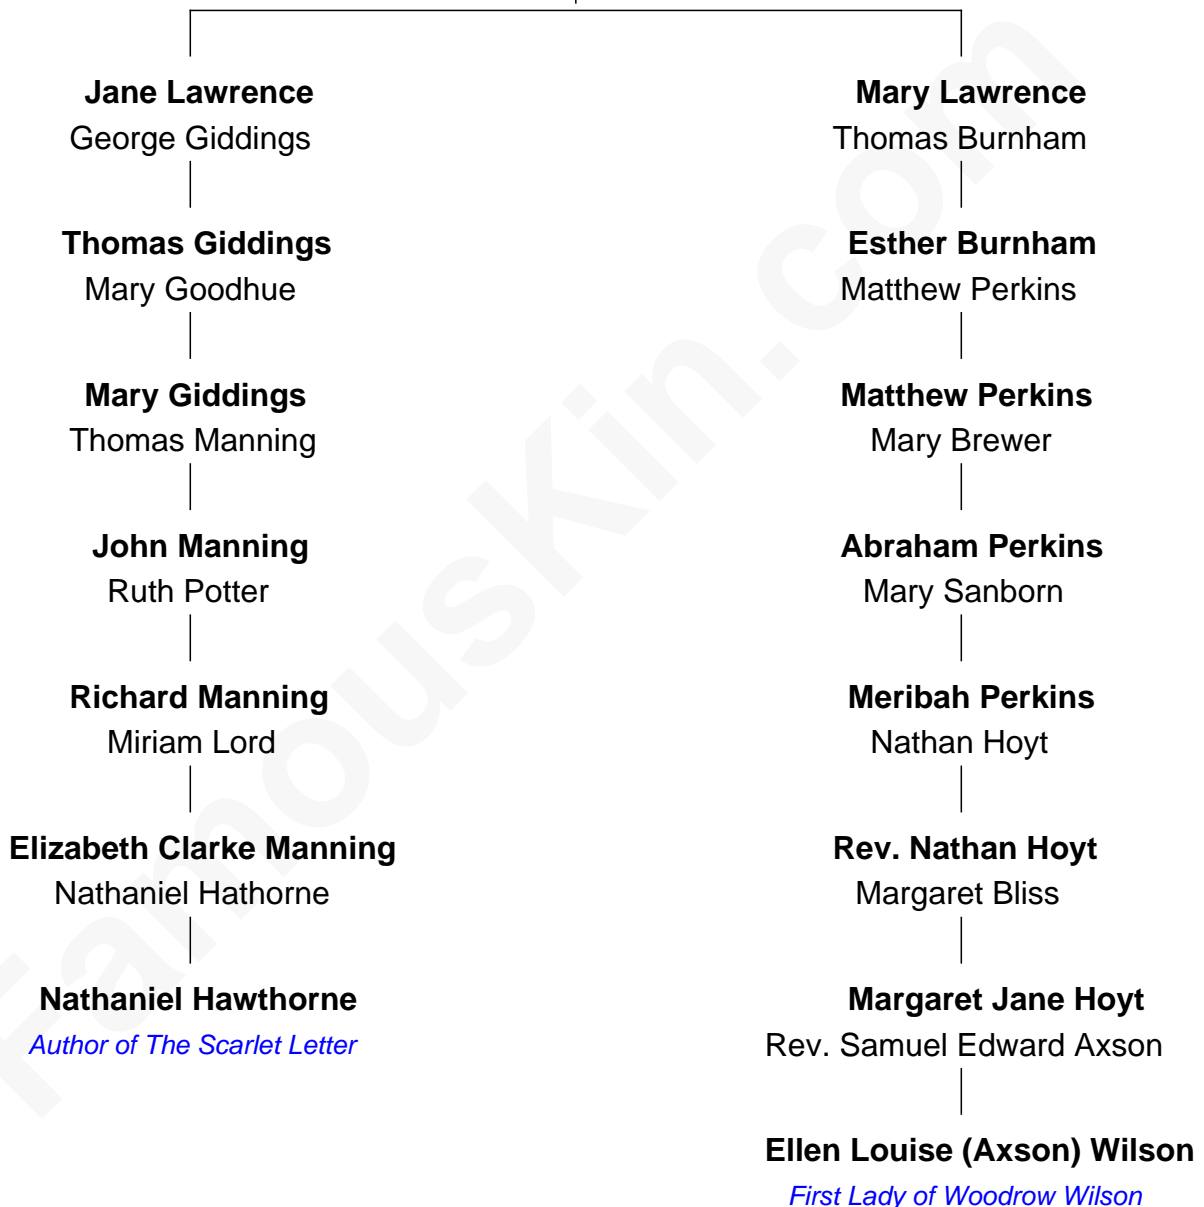 Jane Lawrence
George Giddings
Thomas Giddings
Mary Goodhue
Mary Giddings
Thomas Manning
John Manning
Ruth Potter
Richard Manning
Miriam Lord
Elizabeth Clarke Manning
Nathaniel Hathorne
Nathaniel Hawthorne
Author of The Scarlet Letter
Mary Lawrence
Thomas Burnham
Esther Burnham
Matthew Perkins
Matthew Perkins
Mary Brewer
Abraham Perkins
Mary Sanborn
Meribah Perkins
Nathan Hoyt
Rev. Nathan Hoyt
Margaret Bliss
Margaret Jane Hoyt
Rev. Samuel Edward Axson
Ellen Louise (Axson) Wilson
First Lady of Woodrow Wilson
FamousKin.com